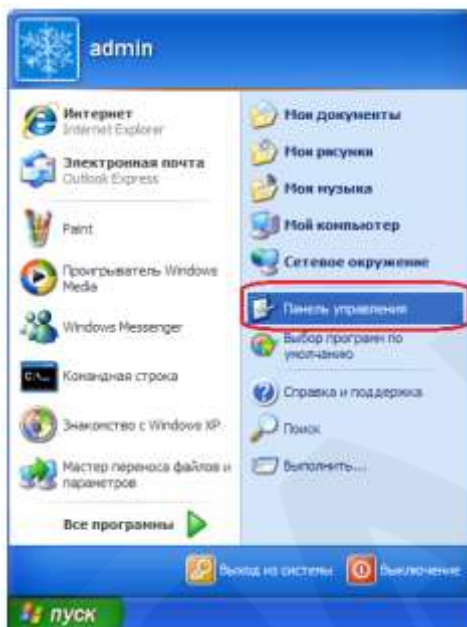 admin
Интернет
Internet Explorer
Электронная почта
Outlook Express
Paint
Проигрыватель Windows
Media
Windows Messenger
Командная строка
Знакомство с Windows XP
Мастер переноса файлов и
параметров
Все программы
Мои документы
Мои рисунки
Моя музыка
Мой компьютер
Сетевое окружение
Панель управления
Выбор программ по
умолчанию
Справка и поддержка
Поиск
Выполнить...
Выход из системы
Выключение
пуск